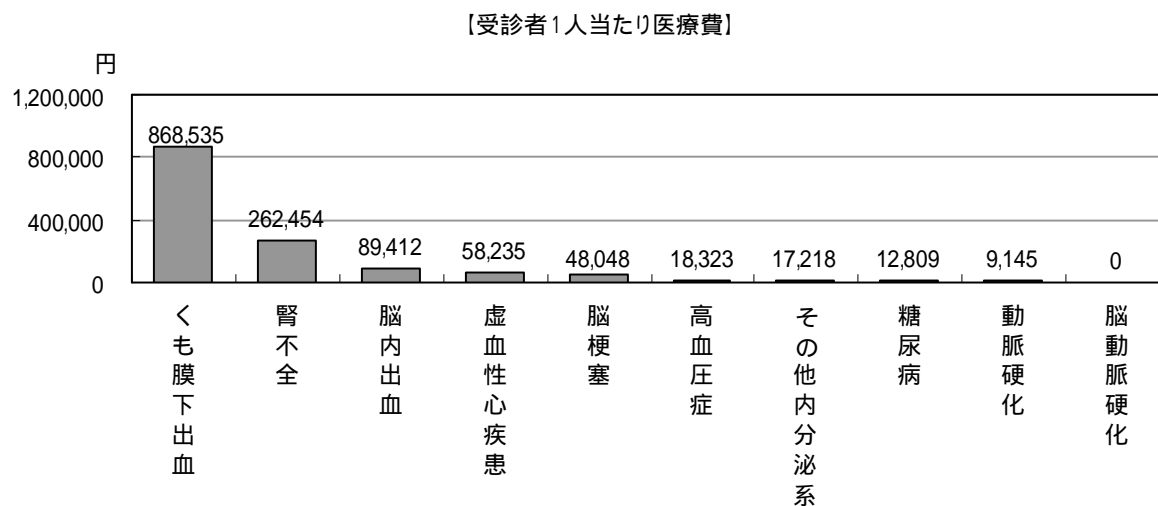 【受診者1人当たり医療費】
円
1,200,000
800,000
400,000
0
868,535
262,454
89,412
58,235
48,048
18,323
17,218
12,809
9,145
0
くも膜下出血
腎不全
脳内出血
虚血性心疾患
脳梗塞
高血圧症
その他内分泌系
糖尿病
動脈硬化
脳動脈硬化